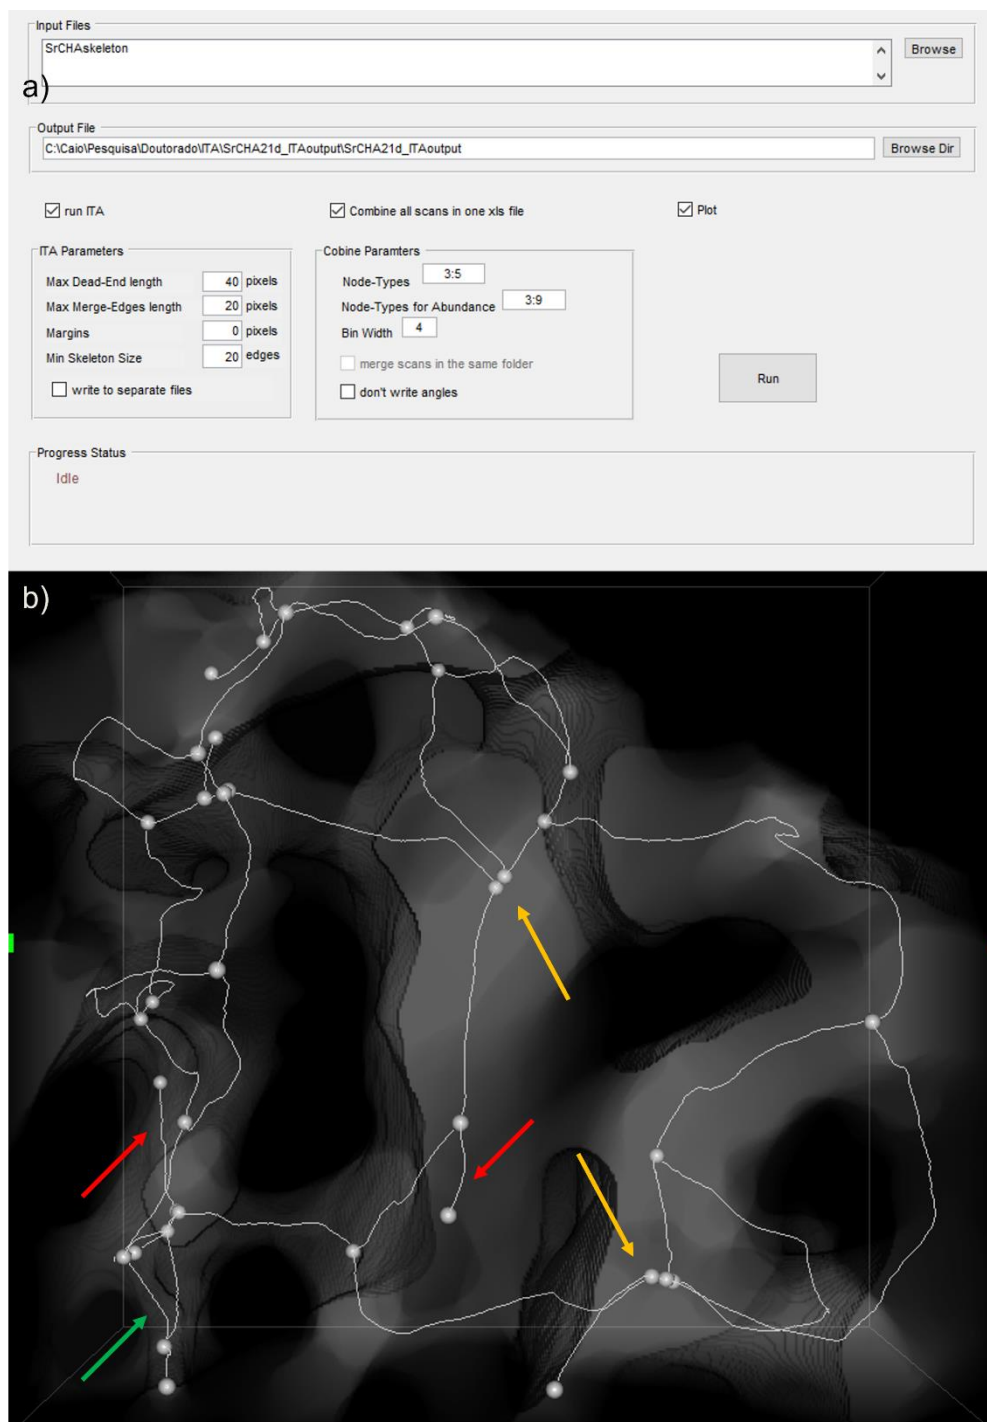 Input Files
SrCHAskeleton
Browse
a)
Output File
C:\Caio\Pesquisa\Doutorado\ITA\SrCHA21d_ITAoutput\SrCHA21d_ITAoutput
Browse Dir
run ITA
Combine all scans in one xls file
Plot
ITA Parameters
Max Dead-End length 40 pixels
Max Merge-Edges length 20 pixels
Margins 0 pixels
Min Skeleton Size 20 edges
write to separate files
Cobine Paramters
Node-Types 3:5
Node-Types for Abundance 3:9
Bin Width 4
merge scans in the same folder
don't write angles
Run
Progress Status
Idle
b)